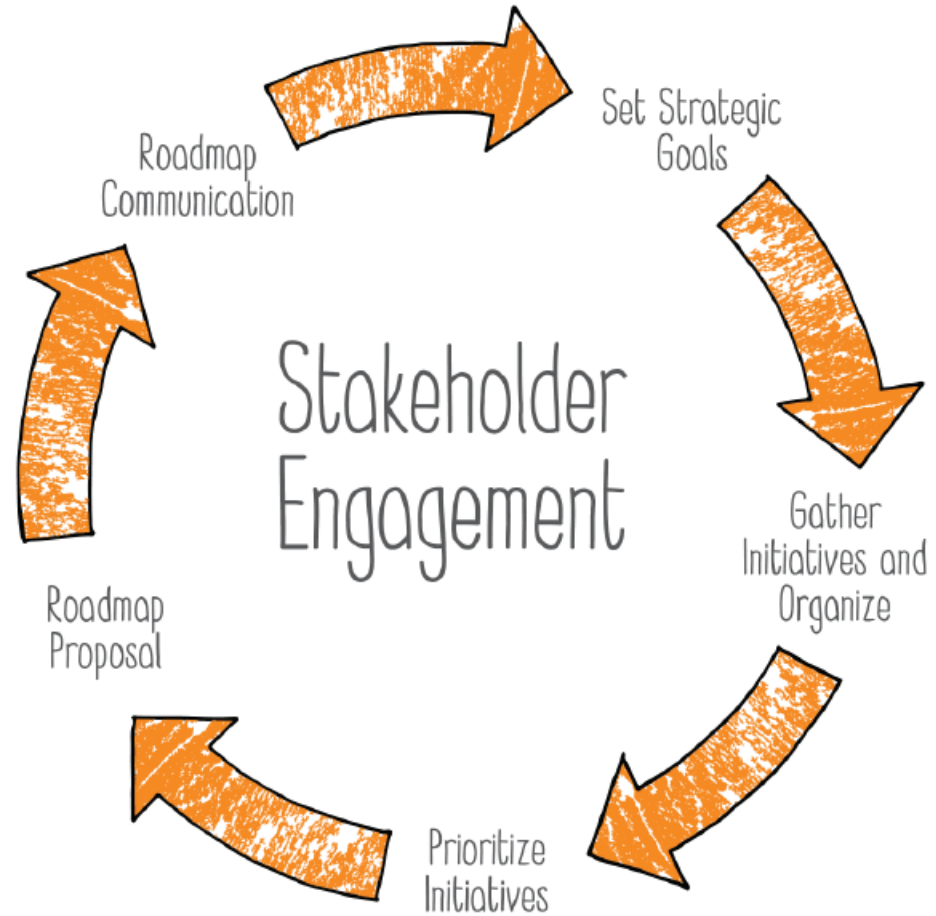 Set Strategic
Goals
Roadmap
Communication
Stakeholder
Engagement
Gather
Initiatives and
Organize
Roadmap
Proposal
Prioritize
Initiatives